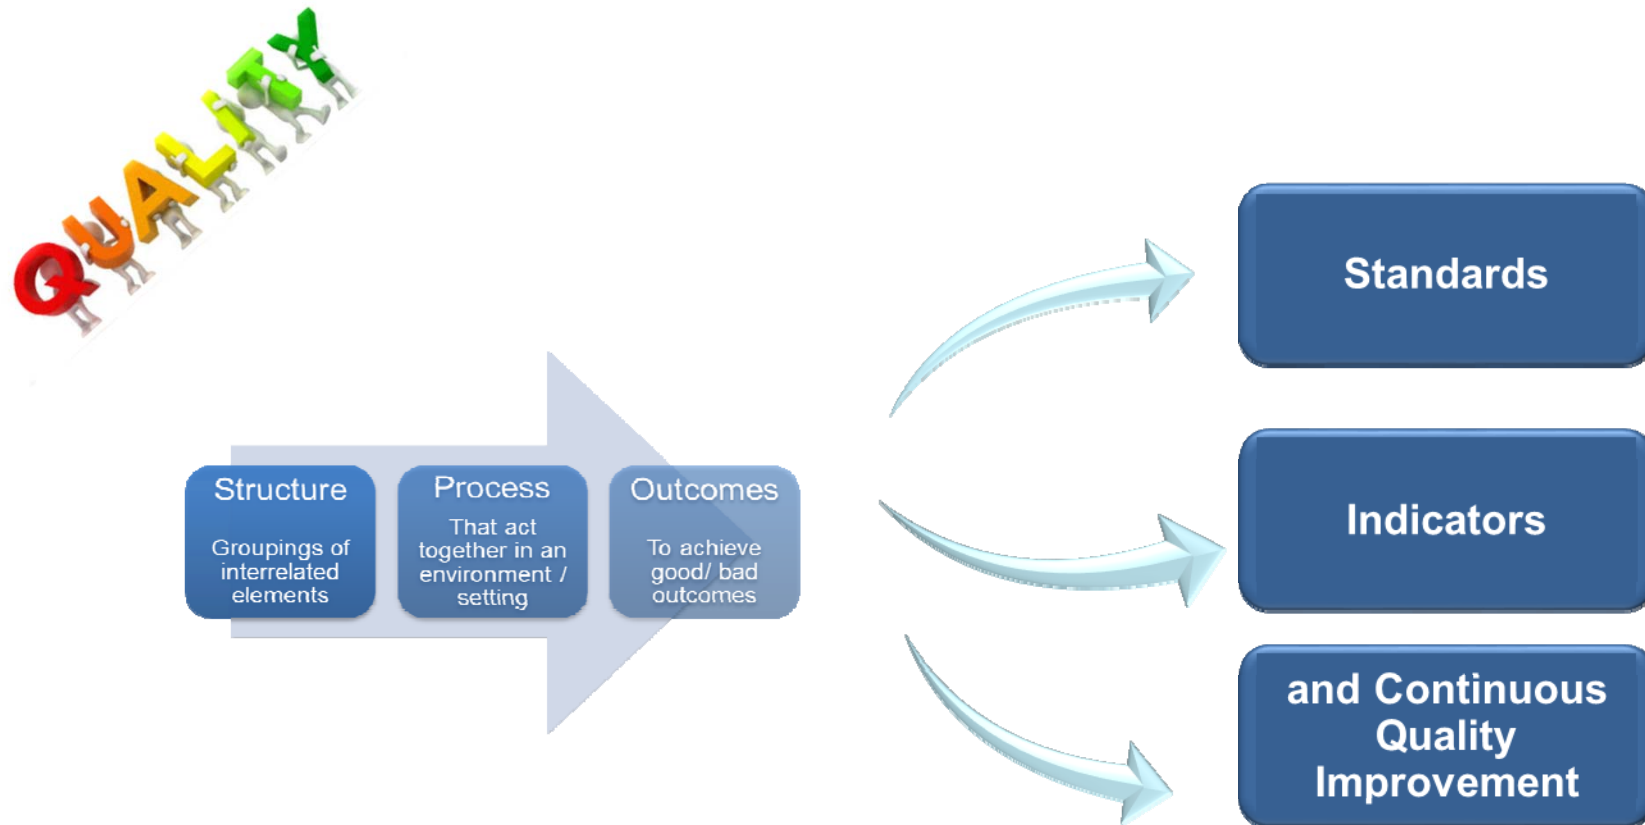 QUALITY
Structure
Groupings of
interrelated
elements
Process
That act
together in an
environment /
setting
Outcomes
To achieve
good/ bad
outcomes
Standards
Indicators
and Continuous
Quality
Improvement